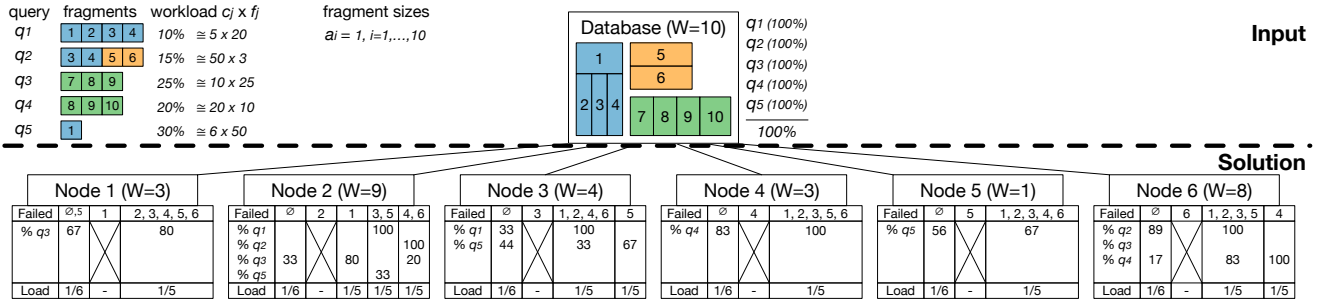 query fragments workload cj x fj fragment sizes
q1 1 2 3 4 10% ≅ 5 x 20 ai = 1, i=1,...,10
q2 3 4 5 6 15% ≅ 50 x 3
q3 7 8 9 25% ≅ 10 x 25
q4 8 9 10 20% ≅ 20 x 10
q5 1 30% ≅ 6 x 50
Database (W=10)
1 5
6
2 3 4 7 8 9 10
q1 (100%)
q2 (100%)
q3 (100%)
q4 (100%)
q5 (100%)
100%
Input
Solution
Node 1 (W=3)
Failed ∅,5 1 2, 3, 4, 5, 6
% q3 67 80
Load 1/6 - 1/5
Node 2 (W=9)
Failed ∅ 2 1 3, 5 4, 6
% q1 100
% q2 100
% q3 33 80 20
% q5 33
Load 1/6 - 1/5 1/5 1/5
Node 3 (W=4)
Failed ∅ 3 1, 2, 4, 6 5
% q1 33 100
% q5 44 33 67
Load 1/6 - 1/5 1/5
Node 4 (W=3)
Failed ∅ 4 1, 2, 3, 5, 6
% q4 83 100
Load 1/6 - 1/5
Node 5 (W=1)
Failed ∅ 5 1, 2, 3, 4, 6
% q5 56 67
Load 1/6 - 1/5
Node 6 (W=8)
Failed ∅ 6 1, 2, 3, 5 4
% q2 89 100
% q3
% q4 17 83 100
Load 1/6 - 1/5 1/5